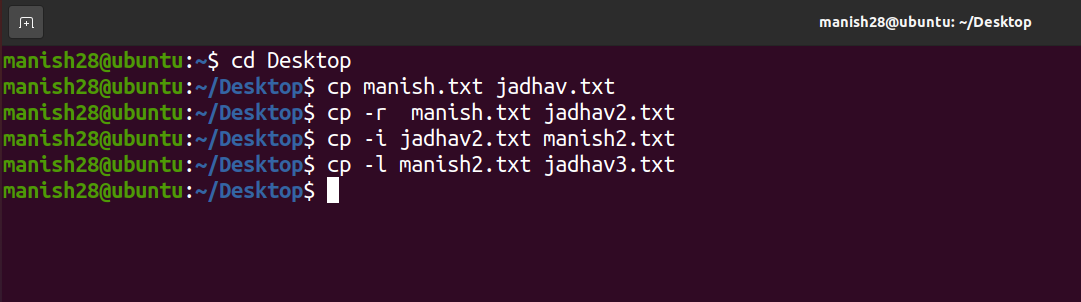 manish28@ubuntu: ~/Desktop
manish28@ubuntu:~$ cd Desktop
manish28@ubuntu:~/Desktop$ cp manish.txt jadhav.txt
manish28@ubuntu:~/Desktop$ cp -r  manish.txt jadhav2.txt
manish28@ubuntu:~/Desktop$ cp -i jadhav2.txt manish2.txt
manish28@ubuntu:~/Desktop$ cp -l manish2.txt jadhav3.txt
manish28@ubuntu:~/Desktop$